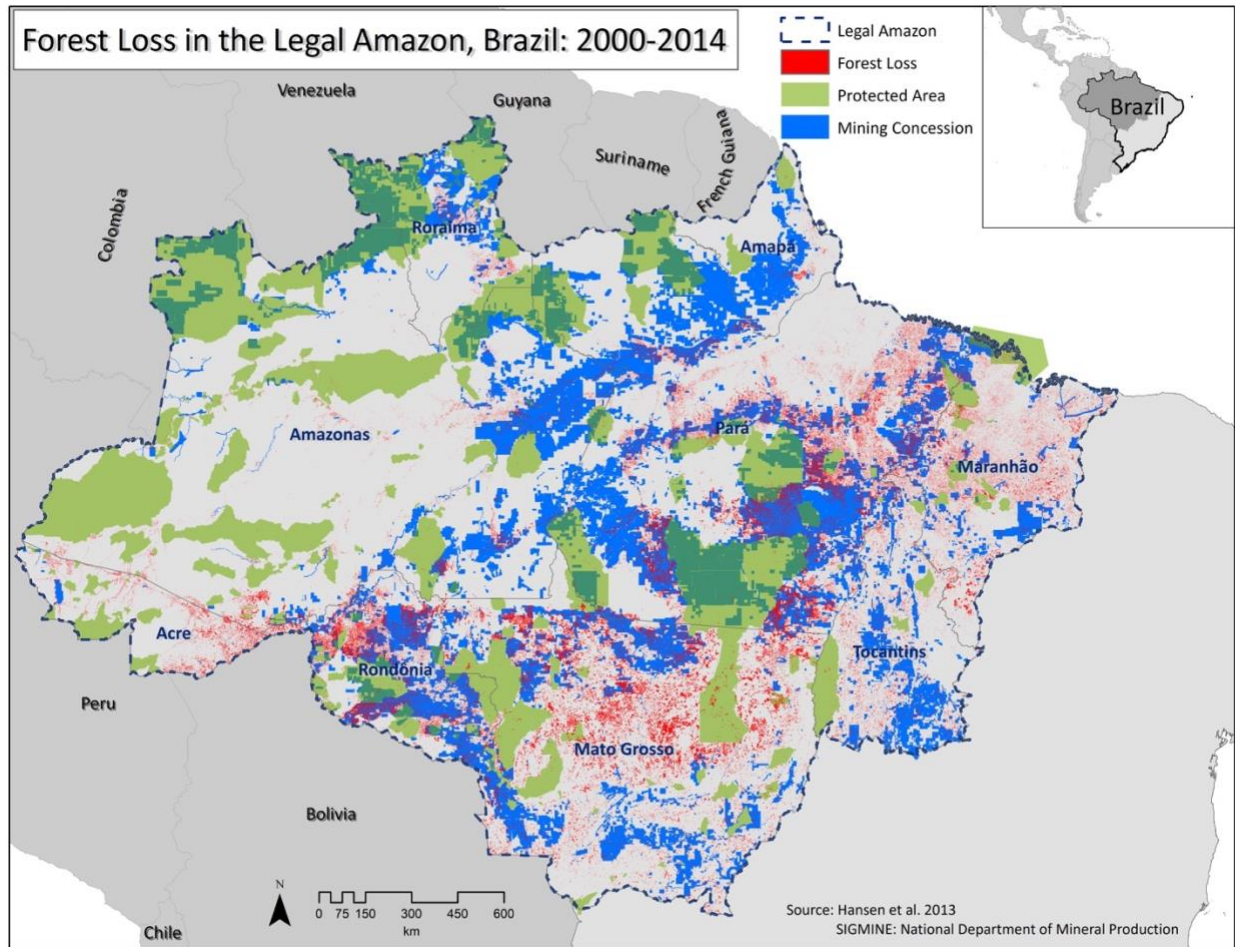 Forest Loss in the Legal Amazon, Brazil: 2000-2014
Legal Amazon
Forest Loss
Protected Area
Mining Concession
Brazil
Venezuela
Guyana
Suriname
French Guiana
Colombia
Roraima
Amapá
Amazonas
Pará
Maranhão
Acre
Rondônia
Tocantins
Mato Grosso
Peru
Bolivia
Chile
N
0 75 150 300 450 600
km
Source: Hansen et al. 2013
SIGMINE: National Department of Mineral Production